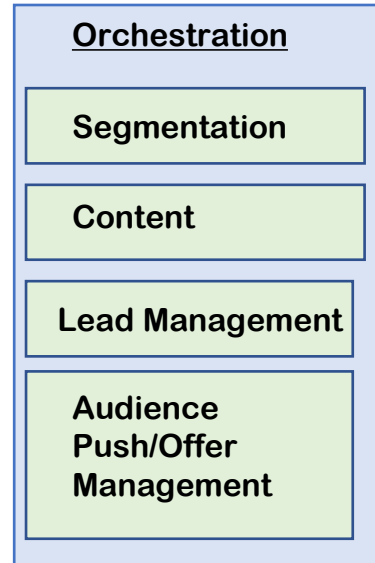 Orchestration
Segmentation
Content
Lead Management
Audience
Push/Offer
Management